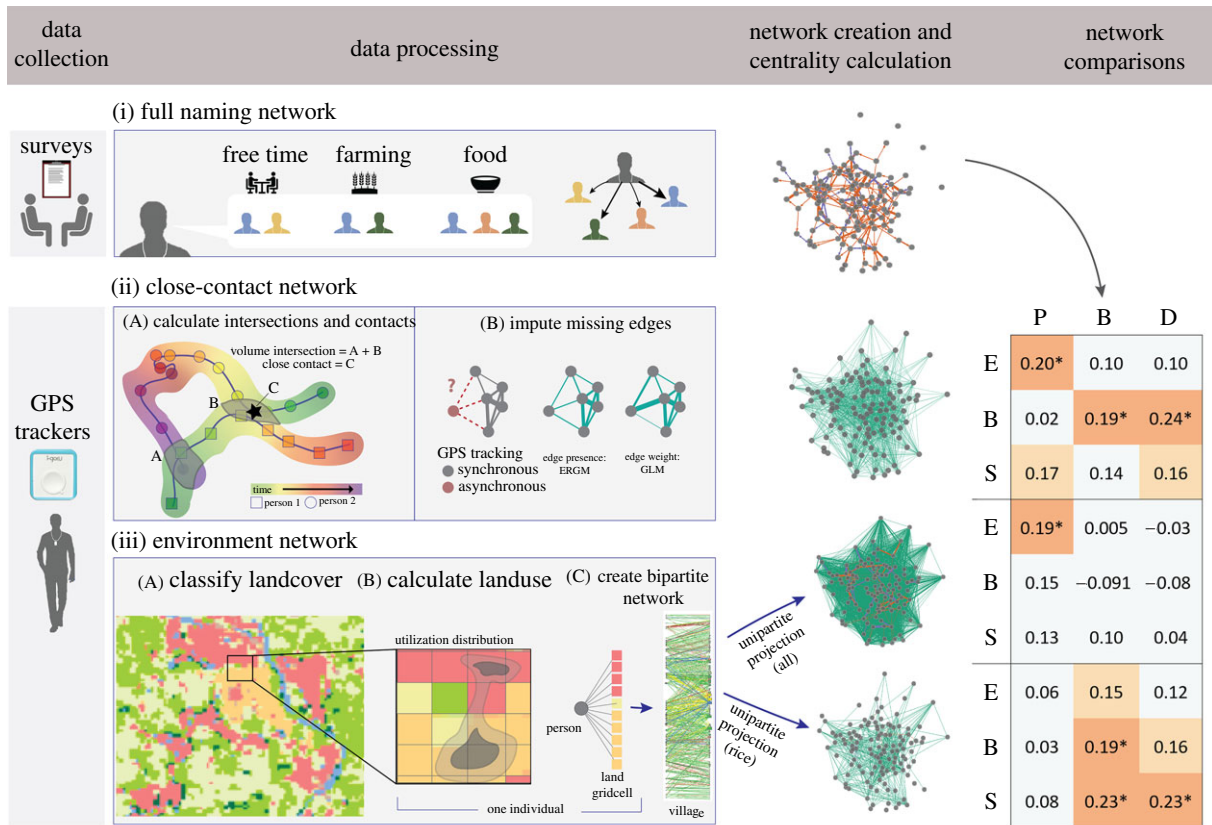 data
collection
data processing
network creation and
centrality calculation
network
comparisons
(i) full naming network
surveys
free time
farming
food
(ii) close-contact network
GPS
trackers
(A) calculate intersections and contacts
volume intersection = A + B
close contact = C
C
B
A
time
person 1
person 2
(B) impute missing edges
?
GPS tracking
synchronous
asynchronous
edge presence:
ERGM
edge weight:
GLM
(iii) environment network
(A) classify landcover
(B) calculate landuse
(C) create bipartite
network
utilization distribution
person
land
gridcell
one individual
village
unipartite
projection
(all)
unipartite
projection
(rice)
P B D
E 0.20* 0.10 0.10
B 0.02 0.19* 0.24*
S 0.17 0.14 0.16
E 0.19* 0.005 −0.03
B 0.15 −0.091 −0.08
S 0.13 0.10 0.04
E 0.06 0.15 0.12
B 0.03 0.19* 0.16
S 0.08 0.23* 0.23*